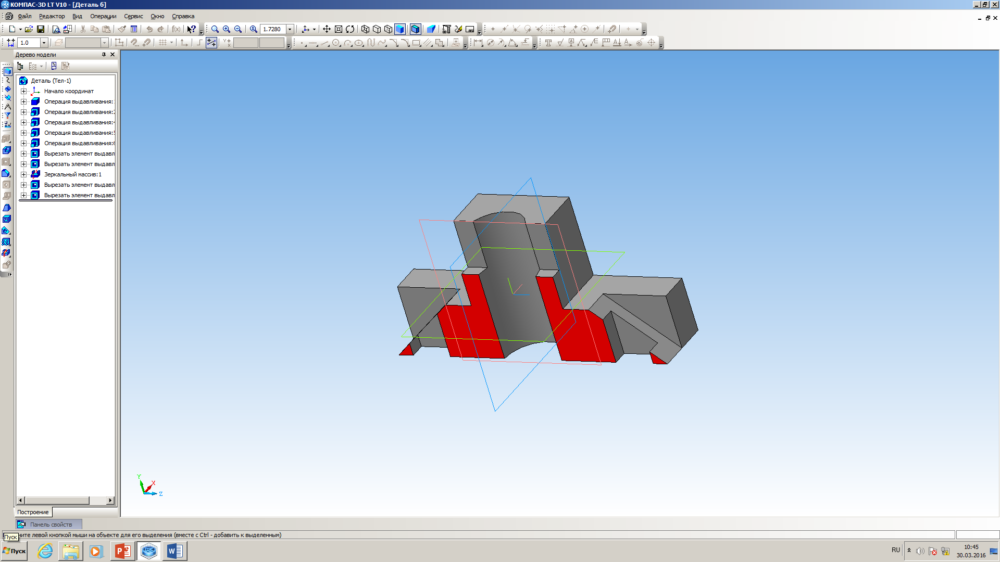 КОМПАС-3D LT V10 - [Деталь б]
Файл Редактор Вид Операции Сервис Окно Справка
1.7280
1.0
Дерево модели
Деталь (Тел-1)
Начало координат
Операция выдавливания:
Операция выдавливания:2
Операция выдавливания:4
Операция выдавливания:5
Операция выдавливания:6
Вырезать элемент выдавл
Вырезать элемент выдавл
Зеркальный массив:1
Вырезать элемент выдавл
Вырезать элемент выдавл
Y
X
Z
Построение
Панель свойств
ите левой кнопкой мыши на объекте для его выделения (вместе с Ctrl - добавить к выделенным)
Пуск
Пуск
RU
10:45
30.03.2016